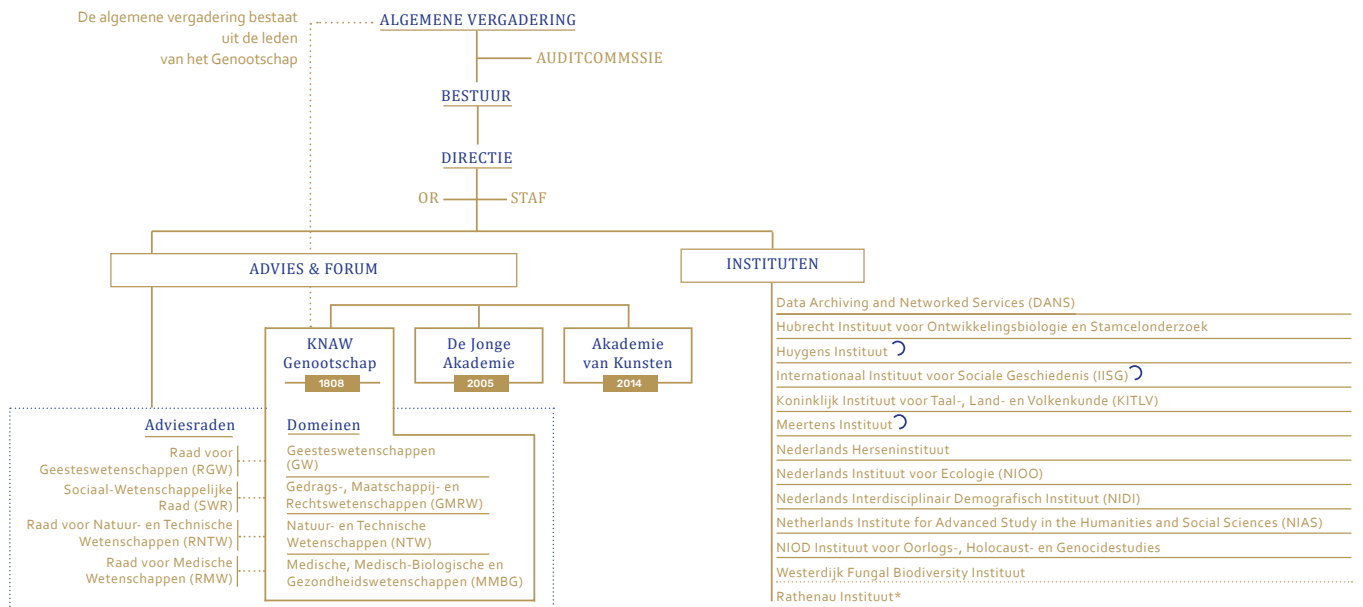 De algemene vergadering bestaat
uit de leden
van het Genootschap
ALGEMENE VERGADERING
AUDITCOMMSSIE
BESTUUR
DIRECTIE
OR
STAF
ADVIES & FORUM
KNAW
Genootschap
1808
De Jonge
Akademie
2005
Akademie
van Kunsten
2014
Adviesraden
Raad voor
Geesteswetenschappen (RGW)
Sociaal-Wetenschappelijke
Raad (SWR)
Raad voor Natuur- en Technische
Wetenschappen (RNTW)
Raad voor Medische
Wetenschappen (RMW)
Domeinen
Geesteswetenschappen
(GW)
Gedrags-, Maatschappij- en
Rechtswetenschappen (GMRW)
Natuur- en Technische
Wetenschappen (NTW)
Medische, Medisch-Biologische en
Gezondheidswetenschappen (MMBG)
INSTITUTEN
Data Archiving and Networked Services (DANS)
Hubrecht Instituut voor Ontwikkelingsbiologie en Stamcelonderzoek
Huygens Instituut
Internationaal Instituut voor Sociale Geschiedenis (IISG)
Koninklijk Instituut voor Taal-, Land- en Volkenkunde (KITLV)
Meertens Instituut
Nederlands Herseninstituut
Nederlands Instituut voor Ecologie (NIOO)
Nederlands Interdisciplinair Demografisch Instituut (NIDI)
Netherlands Institute for Advanced Study in the Humanities and Social Sciences (NIAS)
NIOD Instituut voor Oorlogs-, Holocaust- en Genocidestudies
Westerdijk Fungal Biodiversity Instituut
Rathenau Instituut*